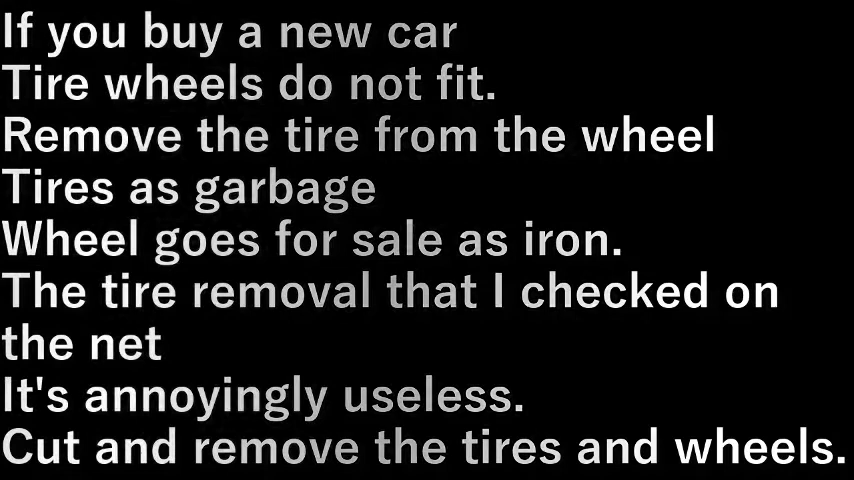 If you buy a new car
Tire wheels do not fit.
Remove the tire from the wheel
Tires as garbage
Wheel goes for sale as iron.
The tire removal that I checked on
the net
It's annoyingly useless.
Cut and remove the tires and wheels.